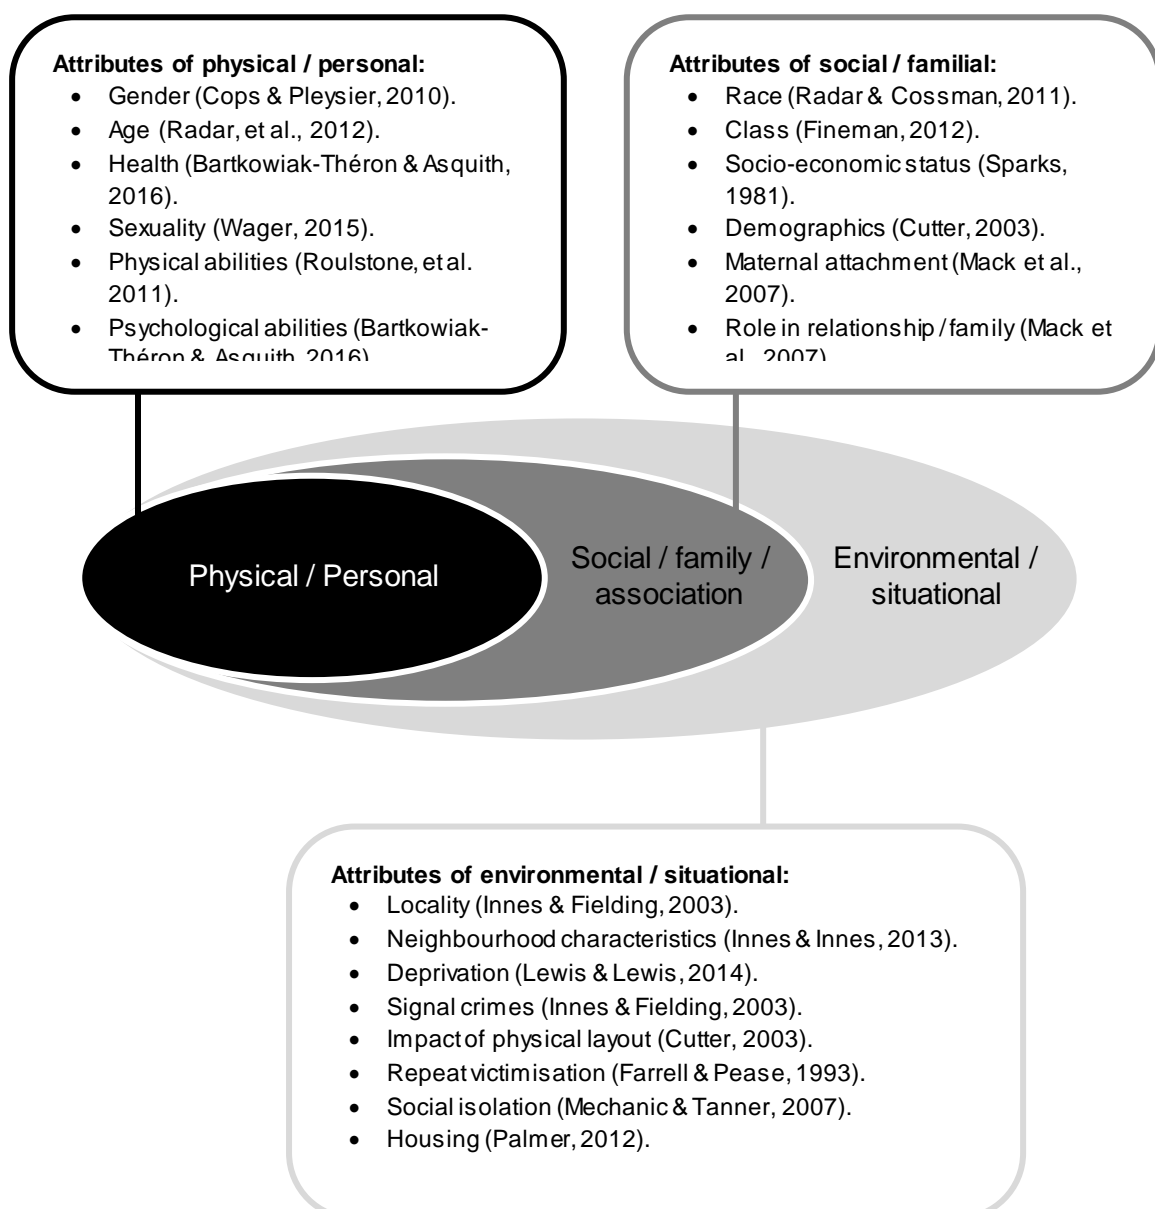 Attributes of physical / personal:
• Gender (Cops & Pleysier, 2010).
• Age (Radar, et al., 2012).
• Health (Bartkowiak-Théron & Asquith,
2016).
• Sexuality (Wager, 2015).
• Physical abilities (Roulstone, et al.
2011).
• Psychological abilities (Bartkowiak-
Théron & Asquith, 2016)
Attributes of social / familial:
• Race (Radar & Cossman, 2011).
• Class (Fineman, 2012).
• Socio-economic status (Sparks,
1981).
• Demographics (Cutter, 2003).
• Maternal attachment (Mack et al.,
2007).
• Role in relationship / family (Mack et
al., 2007)
Physical / Personal
Social / family /
association
Environmental /
situational
Attributes of environmental / situational:
• Locality (Innes & Fielding, 2003).
• Neighbourhood characteristics (Innes & Innes, 2013).
• Deprivation (Lewis & Lewis, 2014).
• Signal crimes (Innes & Fielding, 2003).
• Impact of physical layout (Cutter, 2003).
• Repeat victimisation (Farrell & Pease, 1993).
• Social isolation (Mechanic & Tanner, 2007).
• Housing (Palmer, 2012).